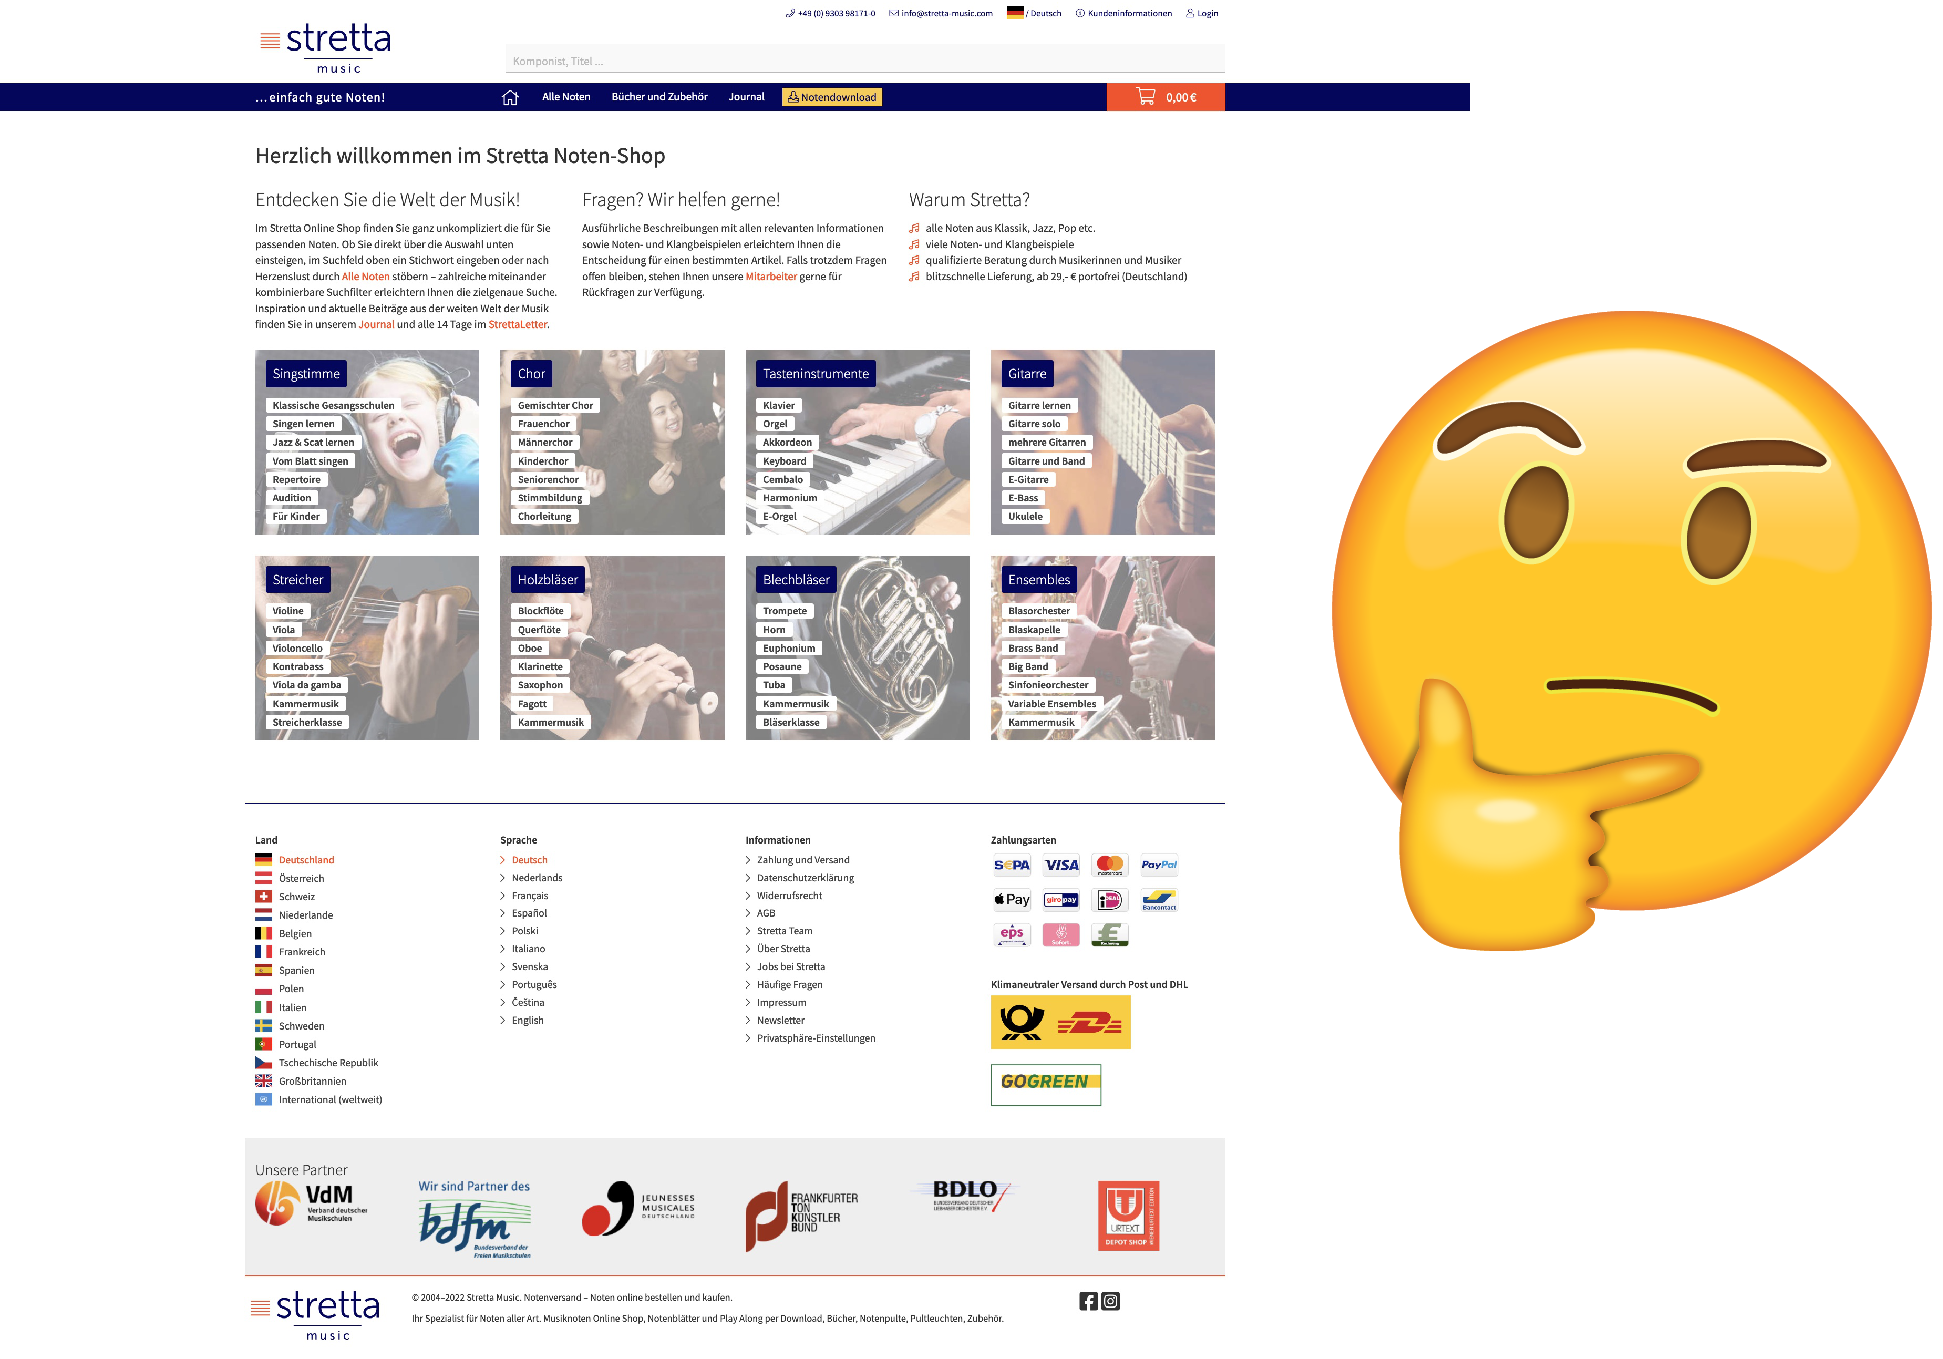 +49 (0) 9303 98171-0
info@stretta-music.com
/ Deutsch
Kundeninformationen
Login
stretta
music
Komponist, Titel ...
... einfach gute Noten!
Alle Noten
Bücher und Zubehör
Journal
Notendownload
0,00 €
Herzlich willkommen im Stretta Noten-Shop
Entdecken Sie die Welt der Musik!
Im Stretta Online Shop finden Sie ganz unkompliziert die für Sie
passenden Noten. Ob Sie direkt über die Auswahl unten
einsteigen, im Suchfeld oben ein Stichwort eingeben oder nach
Herzenslust durch Alle Noten stöbern – zahlreiche miteinander
kombinierbare Suchfilter erleichtern Ihnen die zielgenaue Suche.
Inspiration und aktuelle Beiträge aus der weiten Welt der Musik
finden Sie in unserem Journal und alle 14 Tage im StrettaLetter.
Fragen? Wir helfen gerne!
Ausführliche Beschreibungen mit allen relevanten Informationen
sowie Noten- und Klangbeispielen erleichtern Ihnen die
Entscheidung für einen bestimmten Artikel. Falls trotzdem Fragen
offen bleiben, stehen Ihnen unsere Mitarbeiter gerne für
Rückfragen zur Verfügung.
Warum Stretta?
alle Noten aus Klassik, Jazz, Pop etc.
viele Noten- und Klangbeispiele
qualifizierte Beratung durch Musikerinnen und Musiker
blitzschnelle Lieferung, ab 29,- € portofrei (Deutschland)
Singstimme
Klassische Gesangsschulen
Singen lernen
Jazz & Scat lernen
Vom Blatt singen
Repertoire
Audition
Für Kinder
Chor
Gemischter Chor
Frauenchor
Männerchor
Kinderchor
Seniorenchor
Stimmbildung
Chorleitung
Tasteninstrumente
Klavier
Orgel
Akkordeon
Keyboard
Cembalo
Harmonium
E-Orgel
Gitarre
Gitarre lernen
Gitarre solo
mehrere Gitarren
Gitarre und Band
E-Gitarre
E-Bass
Ukulele
Streicher
Violine
Viola
Violoncello
Kontrabass
Viola da gamba
Kammermusik
Streicherklasse
Holzbläser
Blockflöte
Querflöte
Oboe
Klarinette
Saxophon
Fagott
Kammermusik
Blechbläser
Trompete
Horn
Euphonium
Posaune
Tuba
Kammermusik
Bläserklasse
Ensembles
Blasorchester
Blaskapelle
Brass Band
Big Band
Sinfonieorchester
Variable Ensembles
Kammermusik
Land
Deutschland
Österreich
Schweiz
Niederlande
Belgien
Frankreich
Spanien
Polen
Italien
Schweden
Portugal
Tschechische Republik
Großbritannien
International (weltweit)
Sprache
Deutsch
Nederlands
Français
Español
Polski
Italiano
Svenska
Português
Čeština
English
Informationen
Zahlung und Versand
Datenschutzerklärung
Widerrufsrecht
AGB
Stretta Team
Über Stretta
Jobs bei Stretta
Häufige Fragen
Impressum
Newsletter
Privatsphäre-Einstellungen
Zahlungsarten
S€PA
VISA
mastercard
PayPal
Pay
giropay
iDEAL
Bancontact
eps
Sofort.
Klimaneutraler Versand durch Post und DHL
GOGREEN
Unsere Partner
VdM
Verband deutscher
Musikschulen
Wir sind Partner des
bdfm
Bundesverband der
Freien Musikschulen
JEUNESSES
MUSICALES
DEUTSCHLAND
FRANKFURTER
TON
KÜNSTLER
BUND
BDLO
BUNDESVERBAND DEUTSCHER
LIEBHABERORCHESTER E.V.
URTEXT
DEPOT SHOP
WIENER URTEXT EDITION
stretta
music
© 2004–2022 Stretta Music. Notenversand – Noten online bestellen und kaufen.
Ihr Spezialist für Noten aller Art. Musiknoten Online Shop, Notenblätter und Play Along per Download, Bücher, Notenpulte, Pultleuchten, Zubehör.